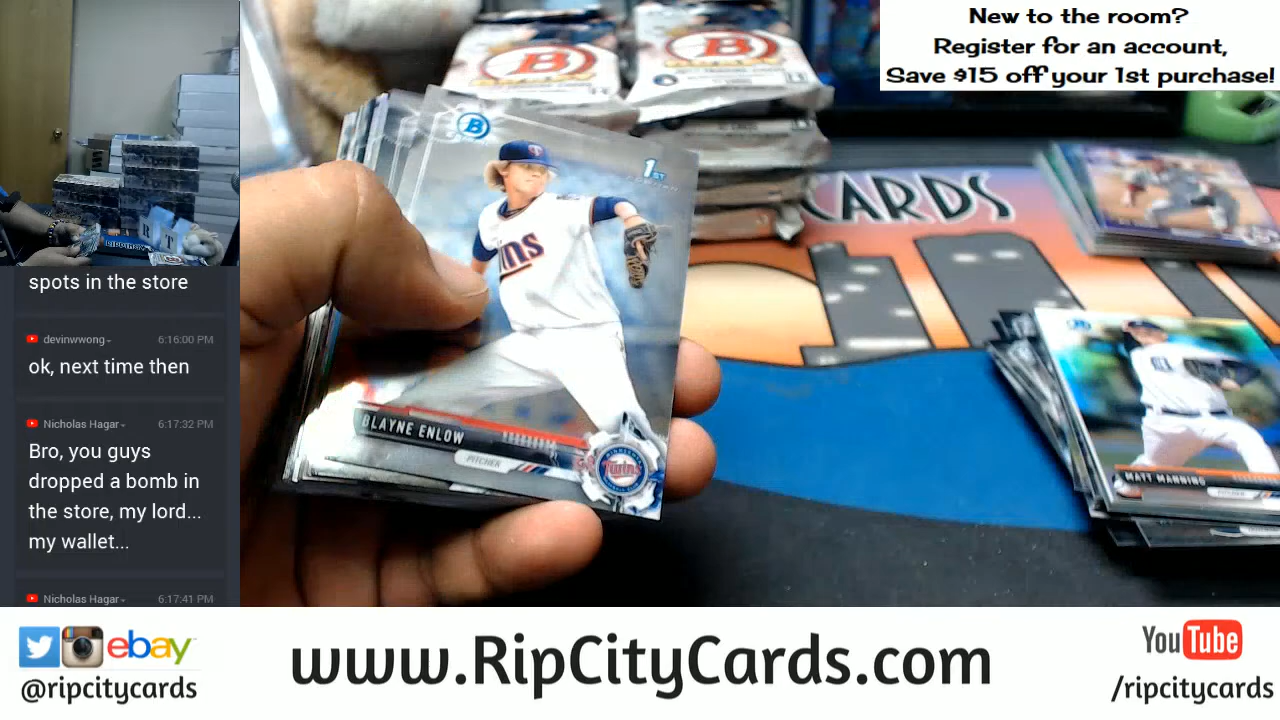 New to the room?
Register for an account,
Save $15 off your 1st purchase!
spots in the store
devinwwong
6:16:00 PM
ok, next time then
Nicholas Hagar
6:17:32 PM
Bro, you guys
dropped a bomb in
the store, my lord...
my wallet...
Nicholas Hagar
6:17:41 PM
R T
B
B
CARDS
B
1ST
BLAYNE ENLOW
PITCHER
Twins
MATT MANNING
PITCHER
ebay
@ripcitycards
www.RipCityCards.com
YouTube
/ripcitycards